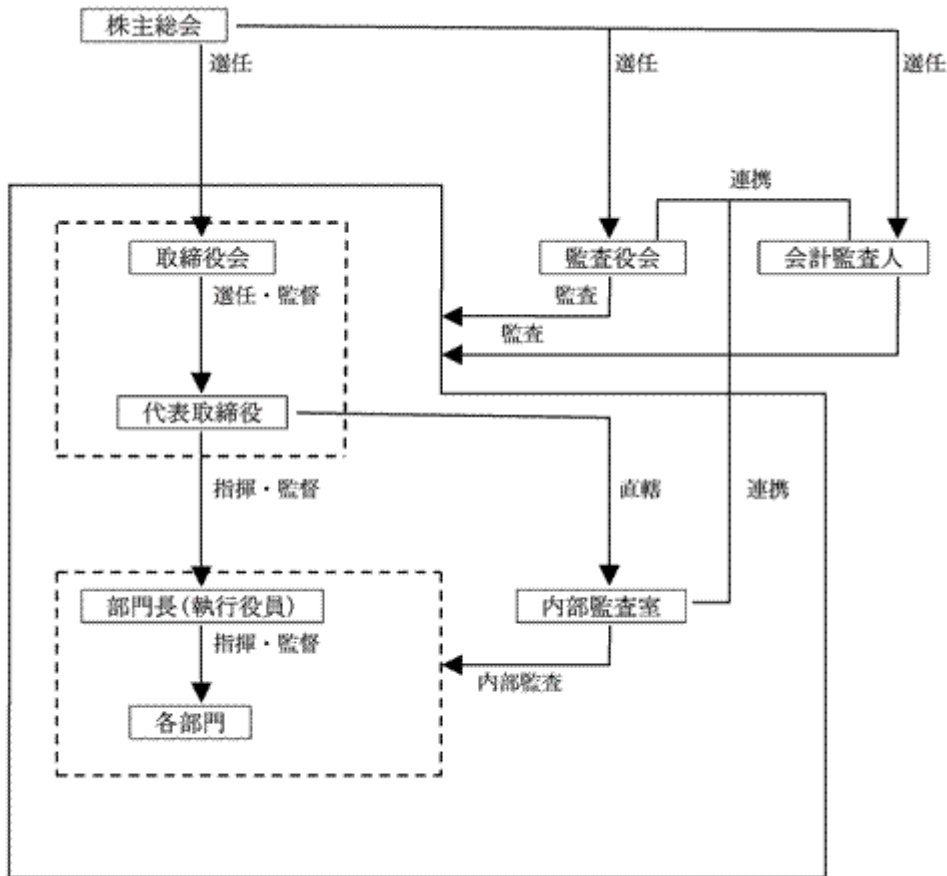 株主総会
選任
選任
選任
連携
取締役会
監査役会
会計監査人
選任・監督
監査
監査
代表取締役
指揮・監督
直轄
連携
部門長(執行役員)
内部監査室
指揮・監督
内部監査
各部門